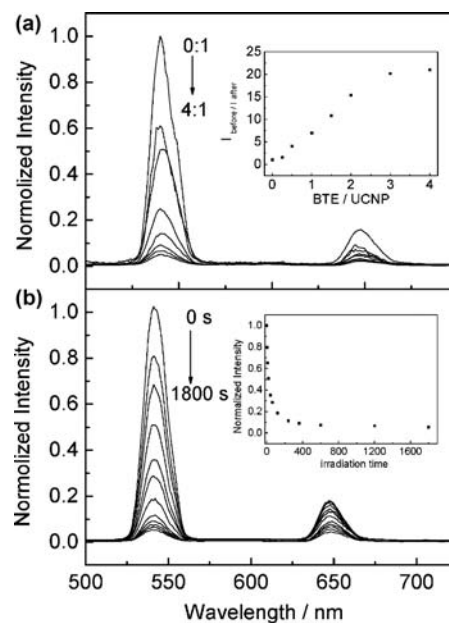 (a)
Normalized Intensity
1.0
0.8
0.6
0.4
0.2
0.0
0:1
4:1
I before / I after
25
20
15
10
5
0
0 1 2 3 4
BTE / UCNP
(b)
Normalized Intensity
1.0
0.8
0.6
0.4
0.2
0.0
0 s
1800 s
Normalized Intensity
1.0
0.8
0.6
0.4
0.2
0.0
0 400 800 1200 1600
irradiation time
500 550 600 650 700
Wavelength / nm